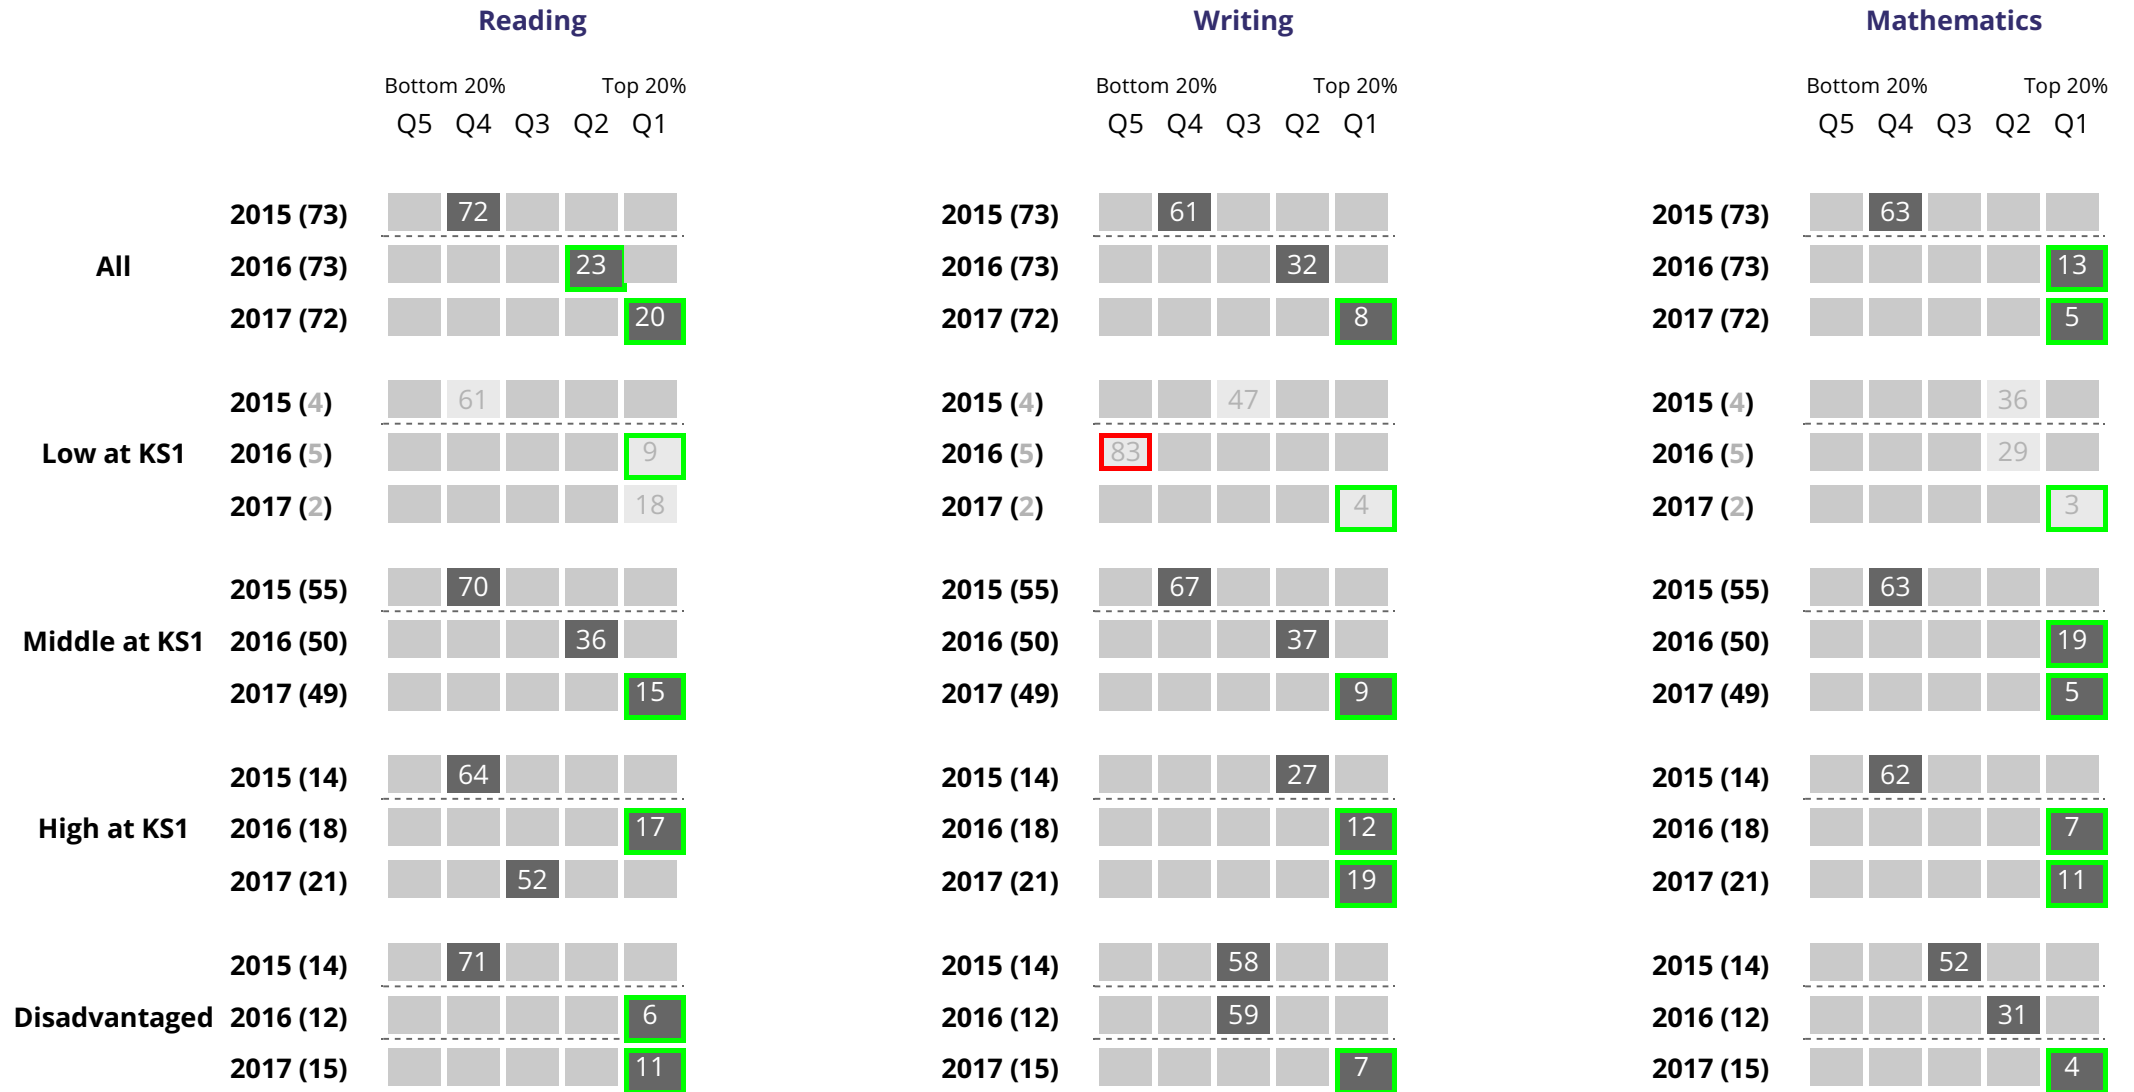 Reading Writing Mathematics
Bottom 20% Top 20% Bottom 20% Top 20% Bottom 20% Top 20%
Q5 Q4 Q3 Q2 Q1 Q5 Q4 Q3 Q2 Q1 Q5 Q4 Q3 Q2 Q1
2015 (73) 72 2015 (73) 61 2015 (73) 63
All 2016 (73) 23 2016 (73) 32 2016 (73) 13
2017 (72) 20 2017 (72) 8 2017 (72) 5
2015 (4) 61 2015 (4) 47 2015 (4) 36
Low at KS1 2016 (5) 9 2016 (5) 83 2016 (5) 29
2017 (2) 18 2017 (2) 4 2017 (2) 3
2015 (55) 70 2015 (55) 67 2015 (55) 63
Middle at KS1 2016 (50) 36 2016 (50) 37 2016 (50) 19
2017 (49) 15 2017 (49) 9 2017 (49) 5
2015 (14) 64 2015 (14) 27 2015 (14) 62
High at KS1 2016 (18) 17 2016 (18) 12 2016 (18) 7
2017 (21) 52 2017 (21) 19 2017 (21) 11
2015 (14) 71 2015 (14) 58 2015 (14) 52
Disadvantaged 2016 (12) 6 2016 (12) 59 2016 (12) 31
2017 (15) 11 2017 (15) 7 2017 (15) 4